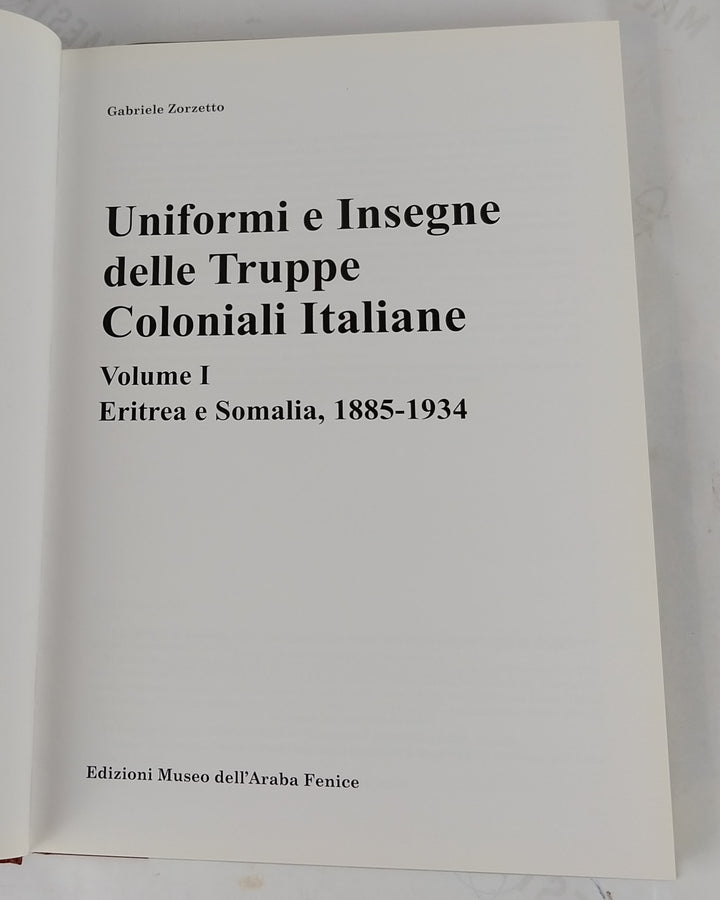 Gabriele Zorzetto
Uniformi e Insegne
delle Truppe
Coloniali Italiane
Volume I
Eritrea e Somalia, 1885-1934
Edizioni Museo dell'Araba Fenice